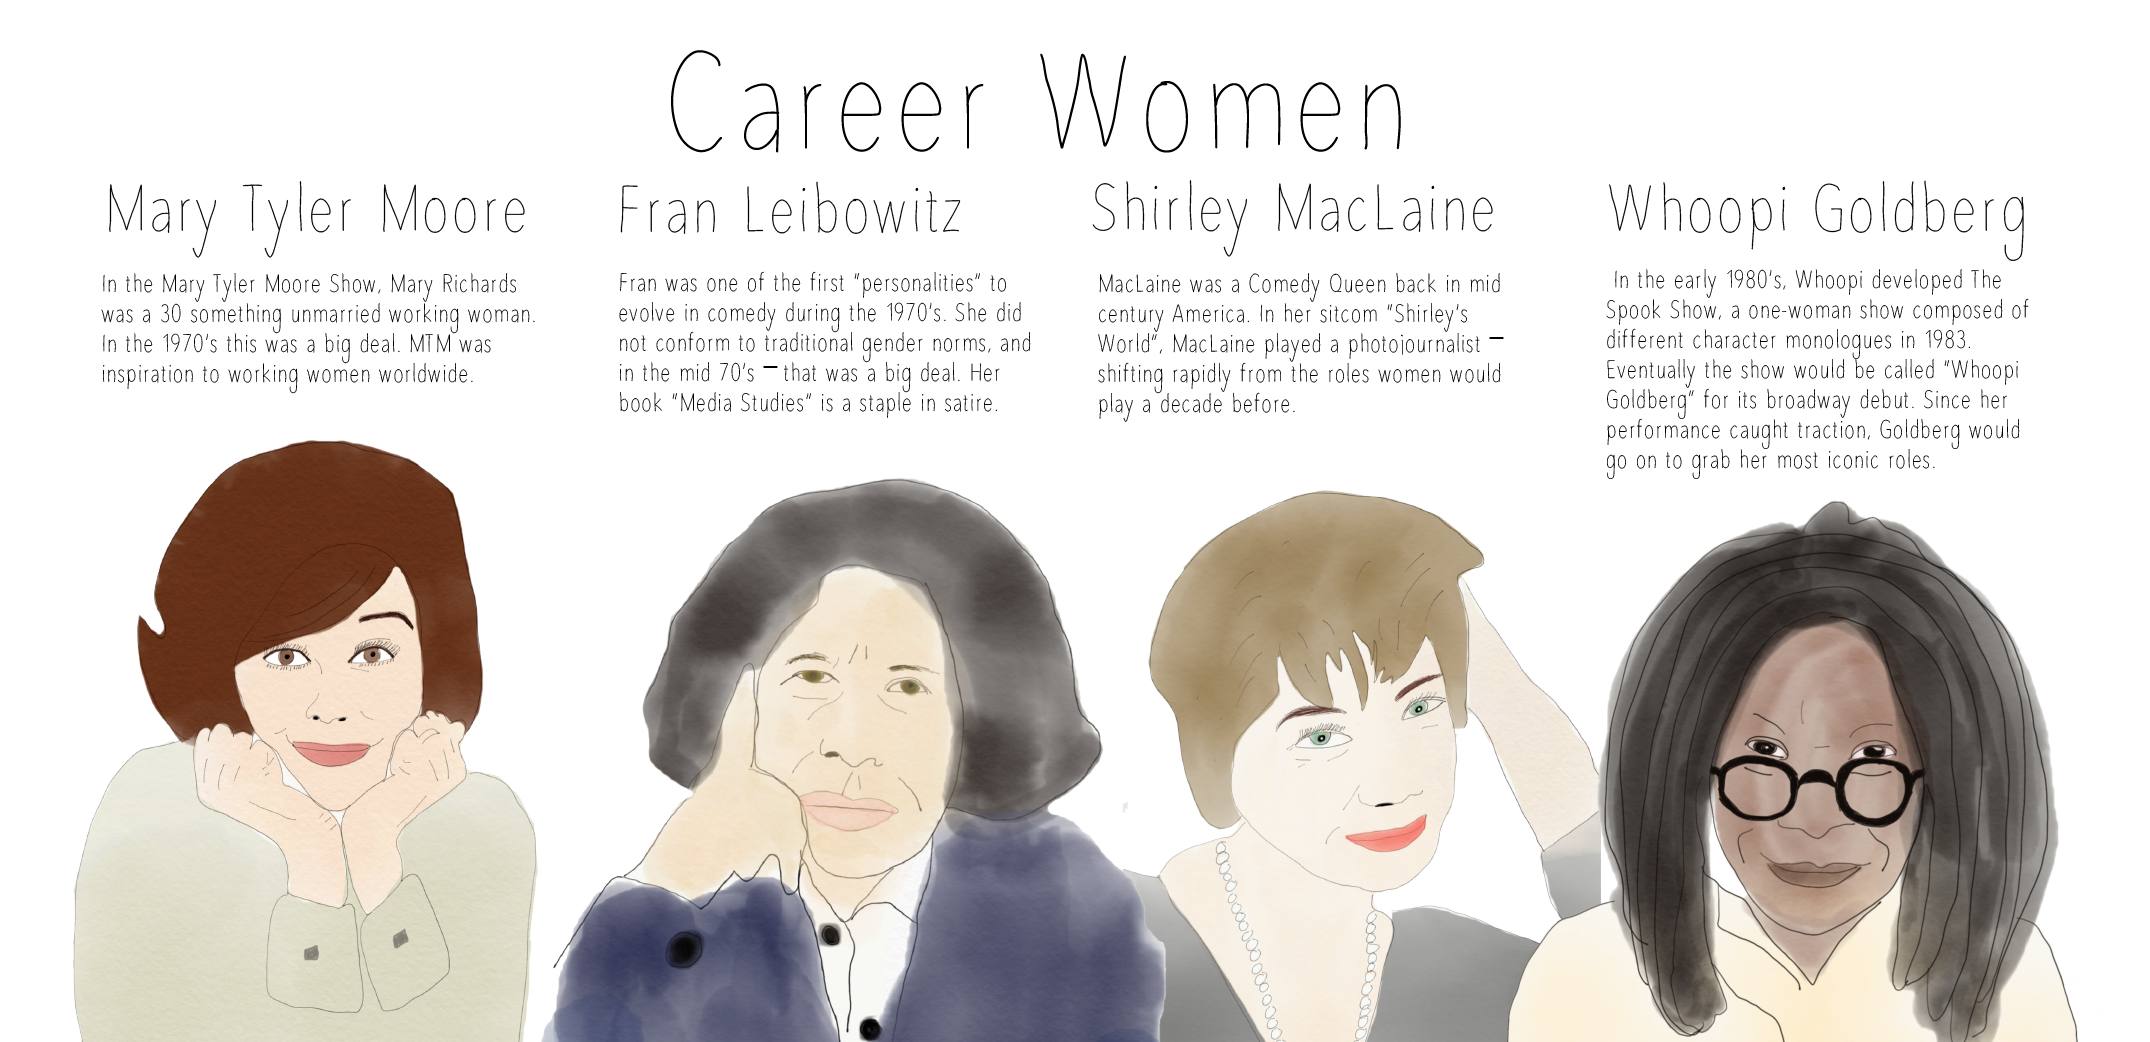 Career Women
Mary Tyler Moore
In the Mary Tyler Moore Show, Mary Richards
was a 30 something unmarried working woman.
In the 1970's this was a big deal. MTM was
inspiration to working women worldwide.
Fran Leibowitz
Fran was one of the first "personalities" to
evolve in comedy during the 1970's. She did
not conform to traditional gender norms, and
in the mid 70's – that was a big deal. Her
book "Media Studies" is a staple in satire.
Shirley MacLaine
MacLaine was a Comedy Queen back in mid
century America. In her sitcom "Shirley's
World", MacLaine played a photojournalist –
shifting rapidly from the roles women would
play a decade before.
Whoopi Goldberg
In the early 1980's, Whoopi developed The
Spook Show, a one-woman show composed of
different character monologues in 1983.
Eventually the show would be called "Whoopi
Goldberg" for its broadway debut. Since her
performance caught traction, Goldberg would
go on to grab her most iconic roles.